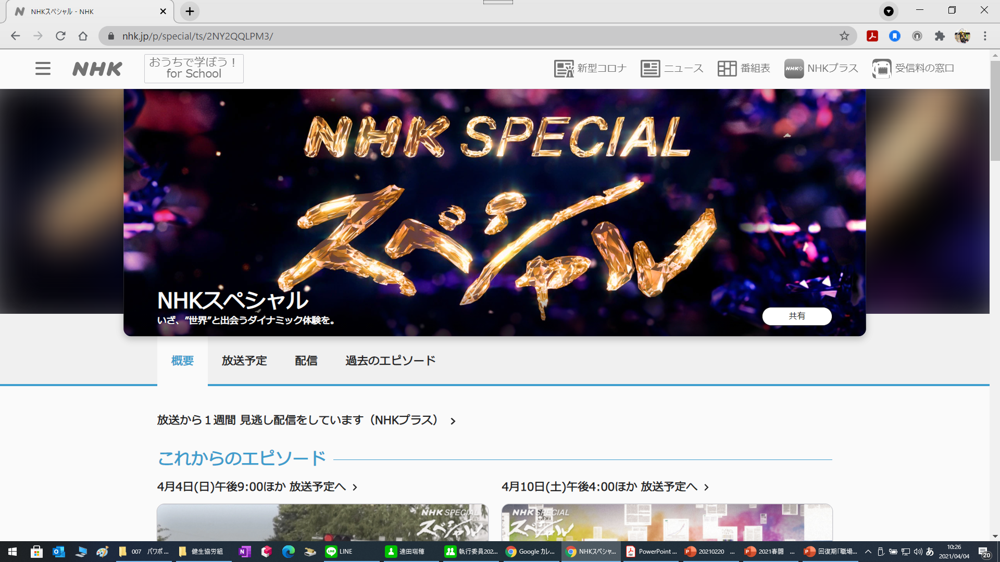 NHKスペシャル - NHK
nhk.jp/p/special/ts/2NY2QQLPM3/
NHK
おうちで学ぼう！
for School
新型コロナ
ニュース
番組表
NHK+
NHKプラス
受信料の窓口
NHK SPECIAL
スペシャル
NHKスペシャル
いざ、"世界"と出会うダイナミック体験を。
共有
概要
放送予定
配信
過去のエピソード
放送から１週間 見逃し配信をしています（NHKプラス）
これからのエピソード
4月4日(日)午後9:00ほか 放送予定へ
4月10日(土)午後4:00ほか 放送予定へ
NHK SPECIAL
スペシャル
NHK SPECIAL
スペシャル
007 パワポ...
健生協労組
LINE
LINE
逹田瑞穂
執行委員202...
Google カレ...
NHKスペシャ...
PDF
PowerPoint ...
20210220 ...
2021春闘 ...
回復期｢職場...
あ
10:26
2021/04/04
20